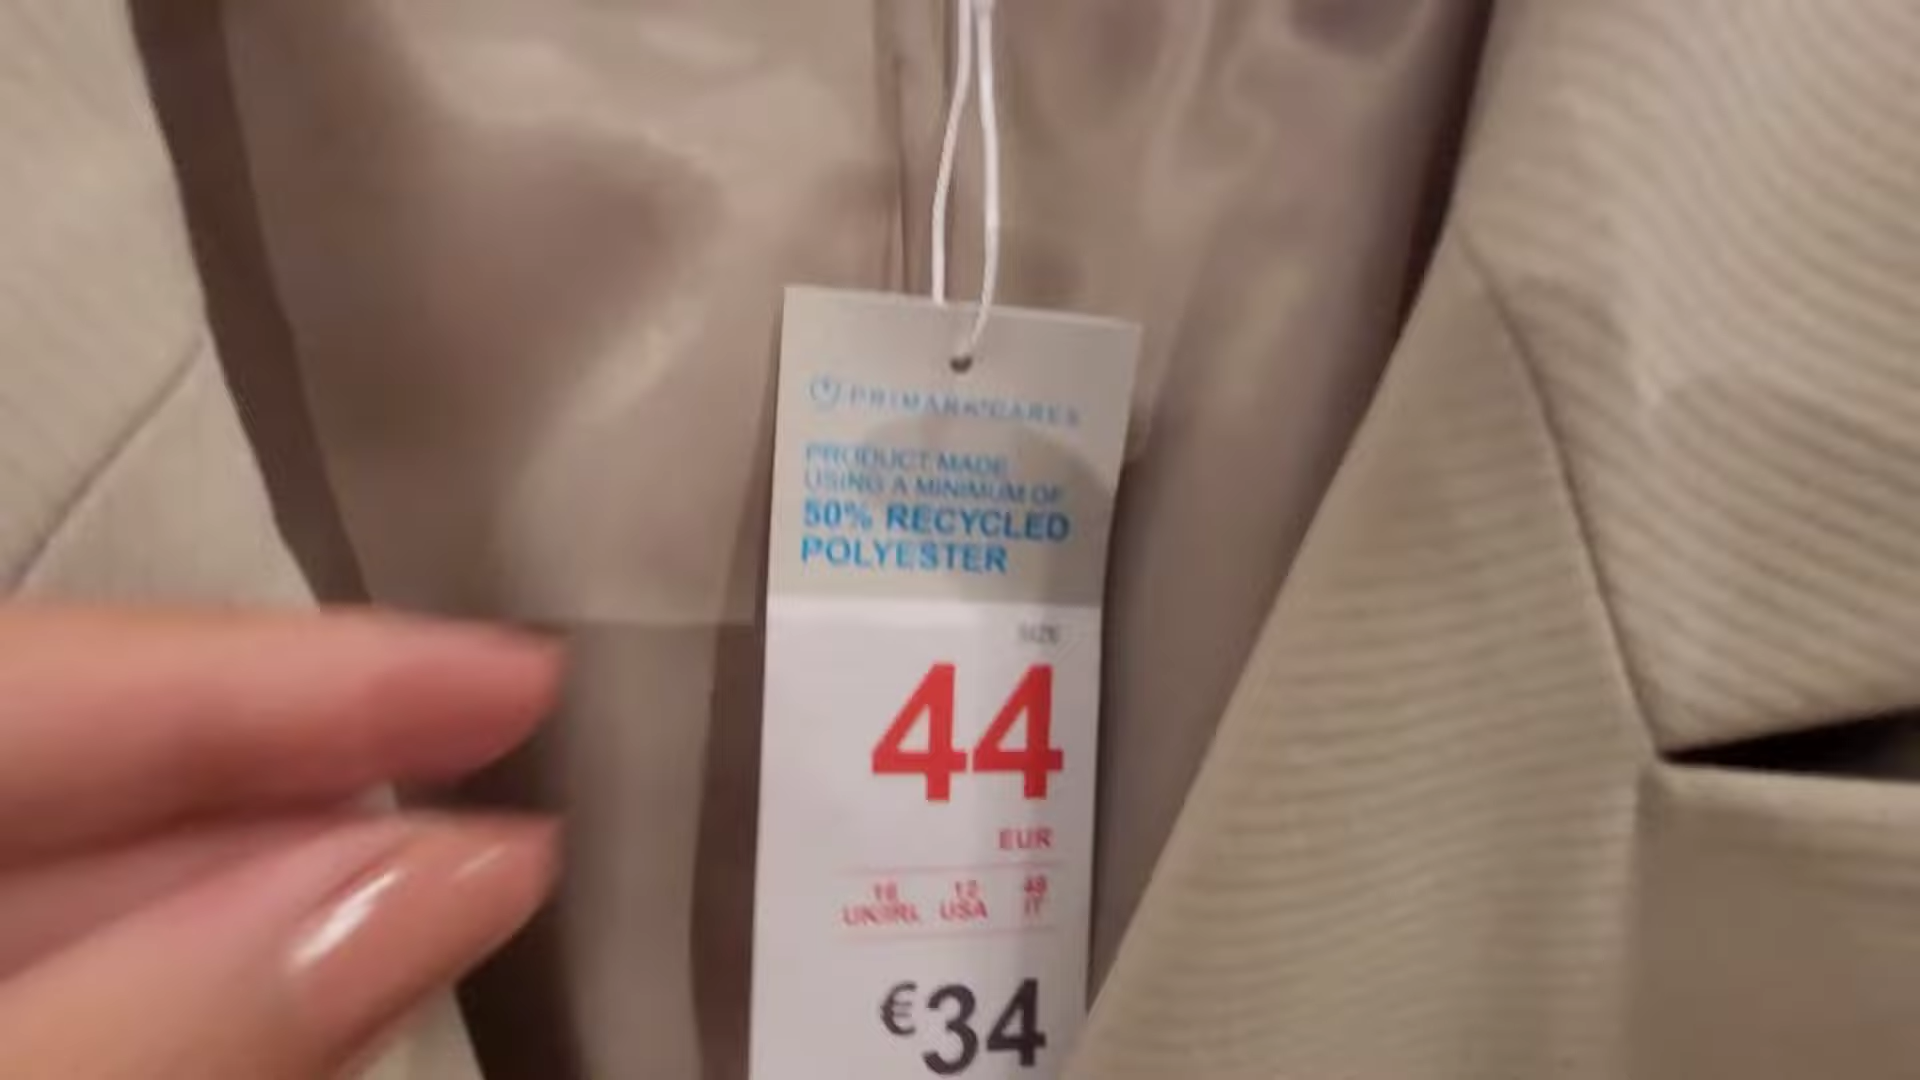 PRIMARK CARES
PRODUCT MADE
USING A MINIMUM OF
50% RECYCLED
POLYESTER
SIZE
44
EUR
16 12 48
UK/IRL USA IT
€34